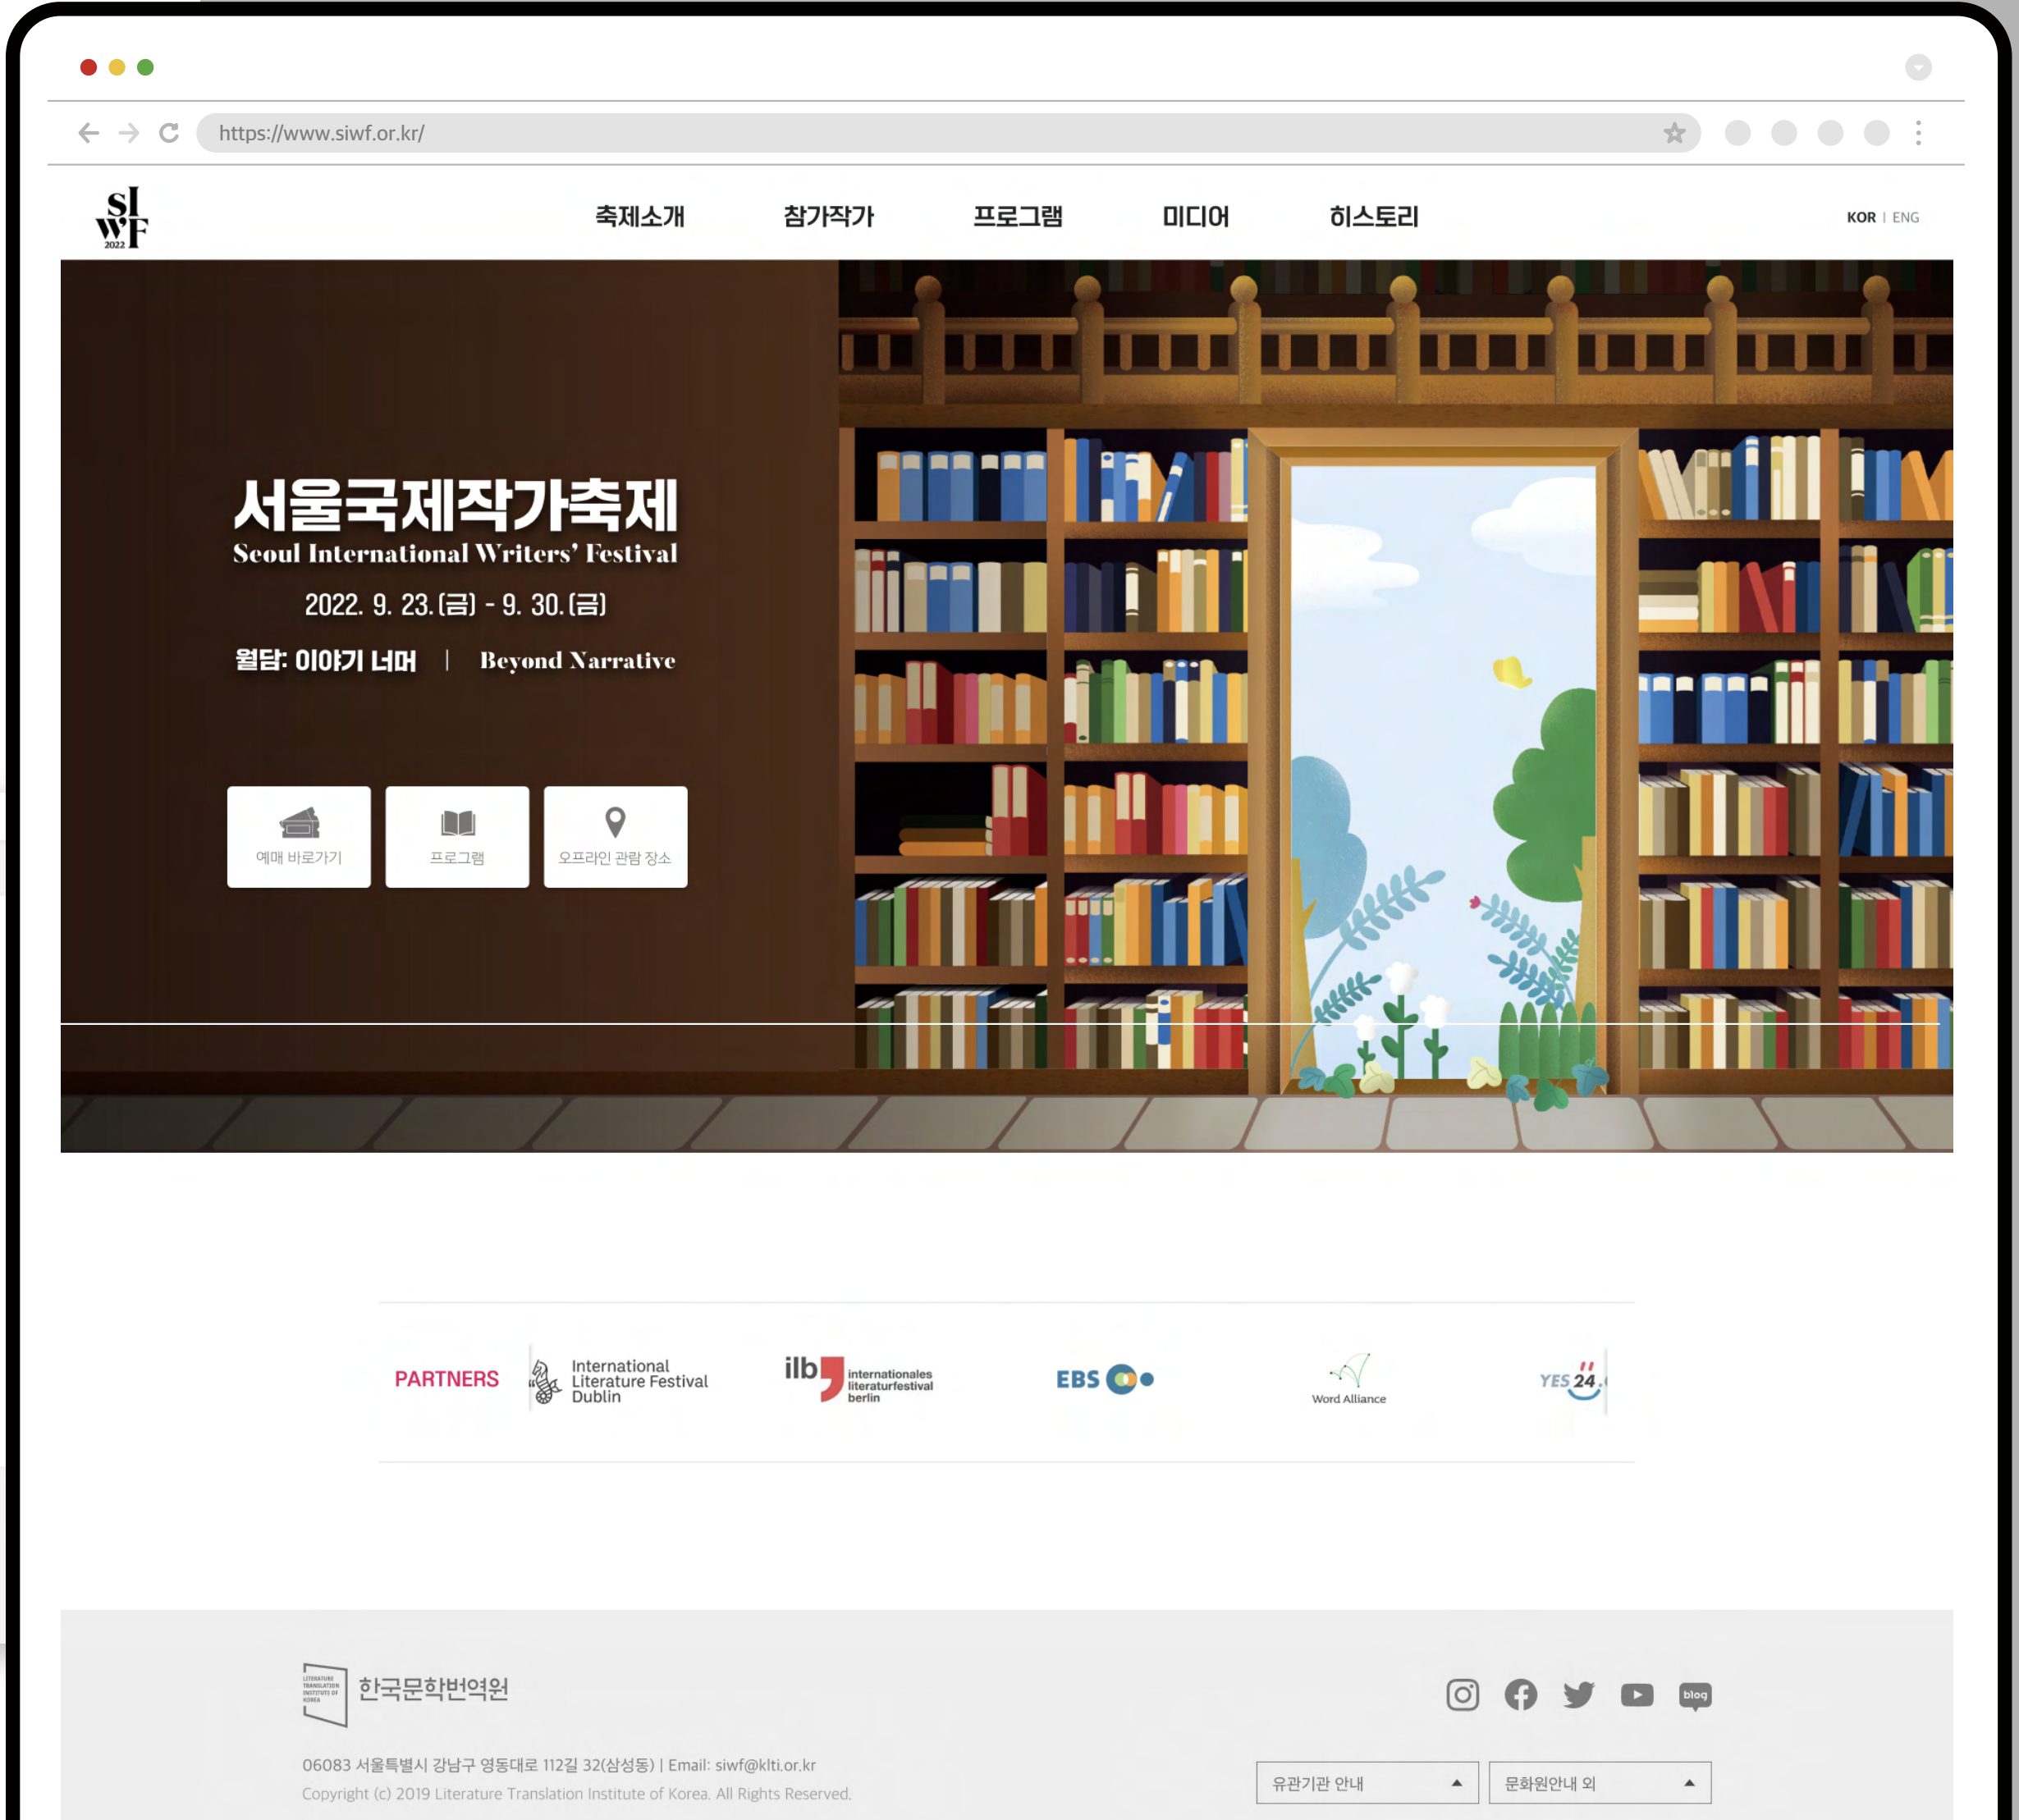 https://www.siwf.or.kr/
SI
WF
2022
축제소개
참가작가
프로그램
미디어
히스토리
KOR | ENG
서울국제작가축제
Seoul International Writers' Festival
2022. 9. 23.(금) - 9. 30.(금)
월담: 이야기 너머 | Beyond Narrative
예매 바로가기
프로그램
오프라인 관람 장소
PARTNERS
International
Literature Festival
Dublin
ilb
internationales
literaturfestival
berlin
EBS
Word Alliance
YES24
LITERATURE
TRANSLATION
INSTITUTE OF
KOREA
한국문학번역원
blog
06083 서울특별시 강남구 영동대로 112길 32(삼성동) | Email: siwf@klti.or.kr
Copyright (c) 2019 Literature Translation Institute of Korea. All Rights Reserved.
유관기관 안내
문화원안내 외